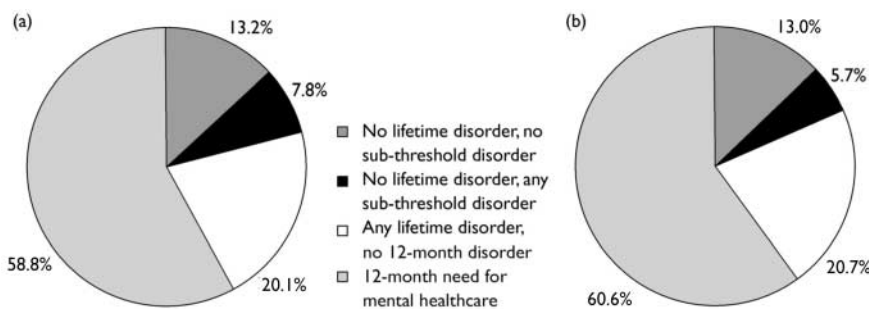 (a)
13.2%
7.8%
58.8%
20.1%
No lifetime disorder, no
sub-threshold disorder
No lifetime disorder, any
sub-threshold disorder
Any lifetime disorder,
no 12-month disorder
12-month need for
mental healthcare
(b)
13.0%
5.7%
20.7%
60.6%